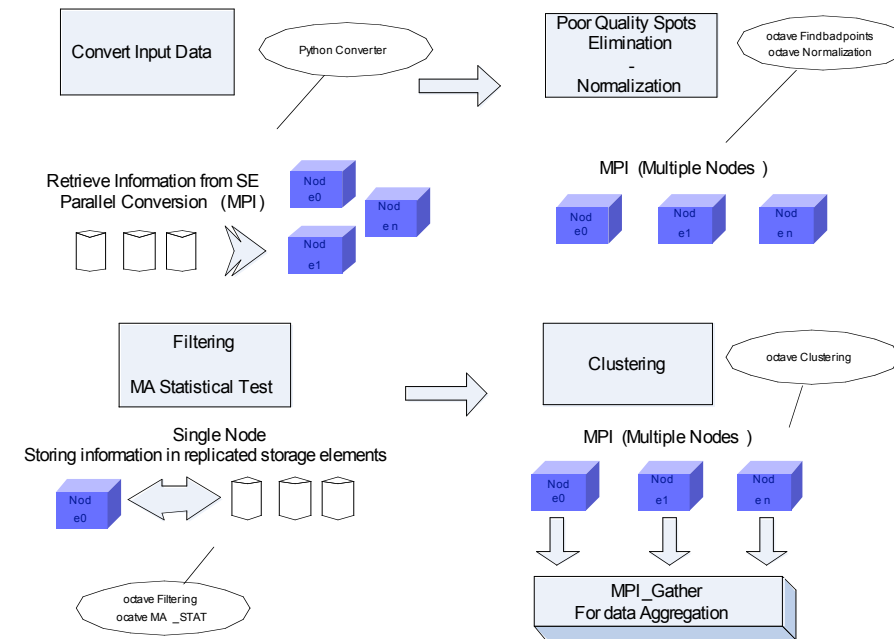 Convert Input Data
Python Converter
Retrieve Information from SE
Parallel Conversion (MPI)
Nod
e0
Nod
e n
Nod
e1
Poor Quality Spots
Elimination
-
Normalization
octave Findbadpoints
octave Normalization
MPI (Multiple Nodes )
Nod
e0
Nod
e1
Nod
e n
Filtering
MA Statistical Test
Single Node
Storing information in replicated storage elements
Nod
e0
octave Filtering
ocatve MA _STAT
Clustering
octave Clustering
MPI (Multiple Nodes )
Nod
e0
Nod
e1
Nod
e n
MPI_Gather
For data Aggregation